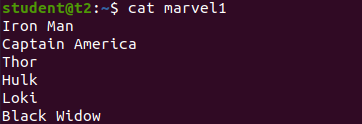 student@t2:~$ cat marvel1
Iron Man
Captain America
Thor
Hulk
Loki
Black Widow